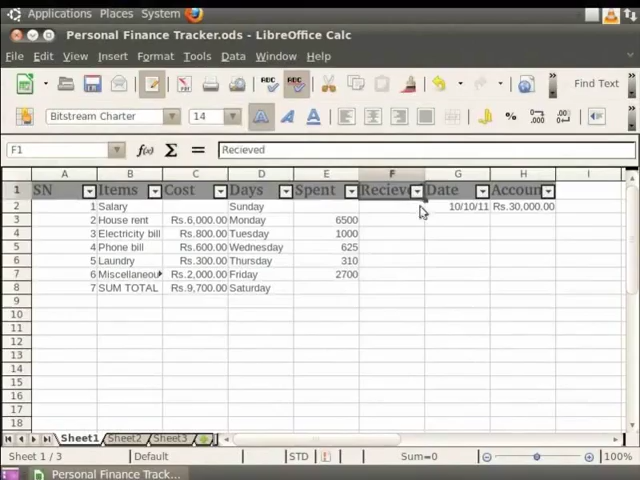 Applications Places System
Personal Finance Tracker.ods - LibreOffice Calc
File Edit View Insert Format Tools Data Window Help
Find Text
Bitstream Charter 14
F1 Recieved
A B C D E F G H I
1 SN Items Cost Days Spent Recieve Date Accoun
2 1 Salary Sunday 10/10/11 Rs.30,000.00
3 2 House rent Rs.6,000.00 Monday 6500
4 3 Electricity bill Rs.800.00 Tuesday 1000
5 4 Phone bill Rs.600.00 Wednesday 625
6 5 Laundry Rs.300.00 Thursday 310
7 6 Miscellaneou Rs.2,000.00 Friday 2700
8 7 SUM TOTAL Rs.9,700.00 Saturday
9
10
11
12
13
14
15
16
17
18
Sheet1 Sheet2 Sheet3
Sheet 1 / 3 Default STD Sum=0 100%
Personal Finance Track...